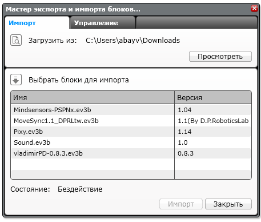 Мастер экспорта и импорта блоков...
Импорт Управление
Загрузить из: C:\Users\abayv\Downloads
Просмотреть
Выбрать блоки для импорта
Имя Версия
Mindsensors-PSPNx.ev3b 1.04
MoveSync1.1_DPRLtw.ev3b 1.1(By D.P.RoboticsLab
Pixy.ev3b 1.14
Sound.ev3b 1.0
vladimirPD-0.8.3.ev3b 0.8.3
Состояние: Бездействие
Импорт Закрыть